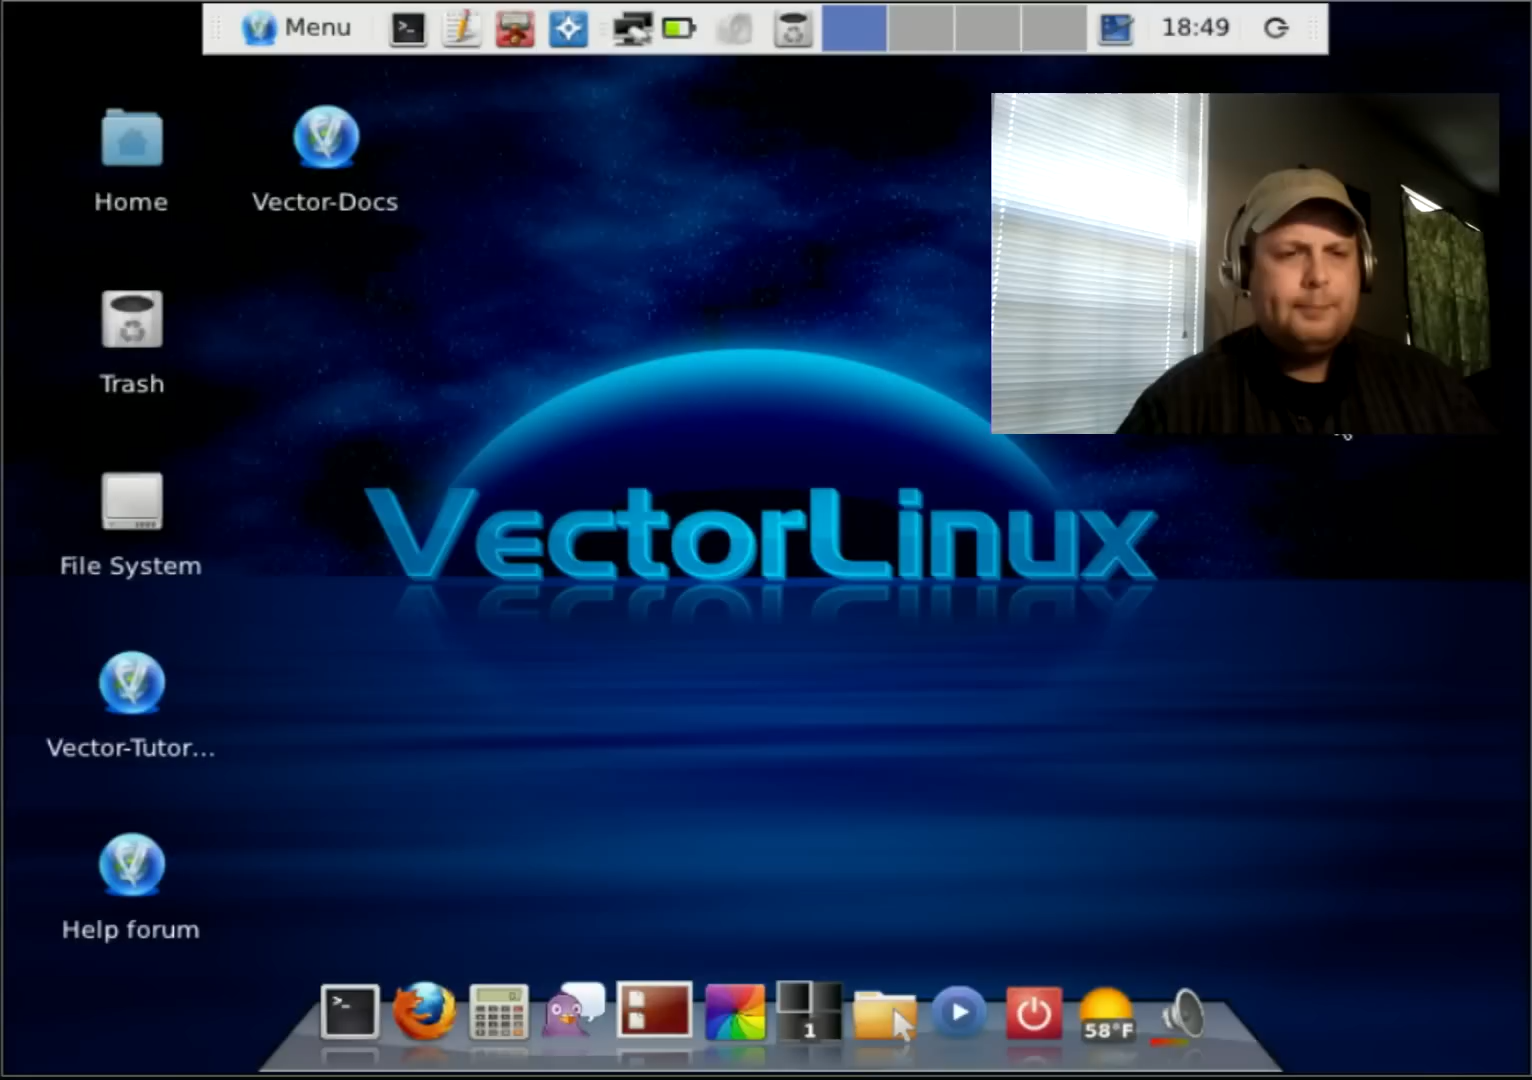 Menu
18:49
Home
Vector-Docs
Trash
VectorLinux
File System
Vector-Tutor...
Help forum
>_
1
58°F